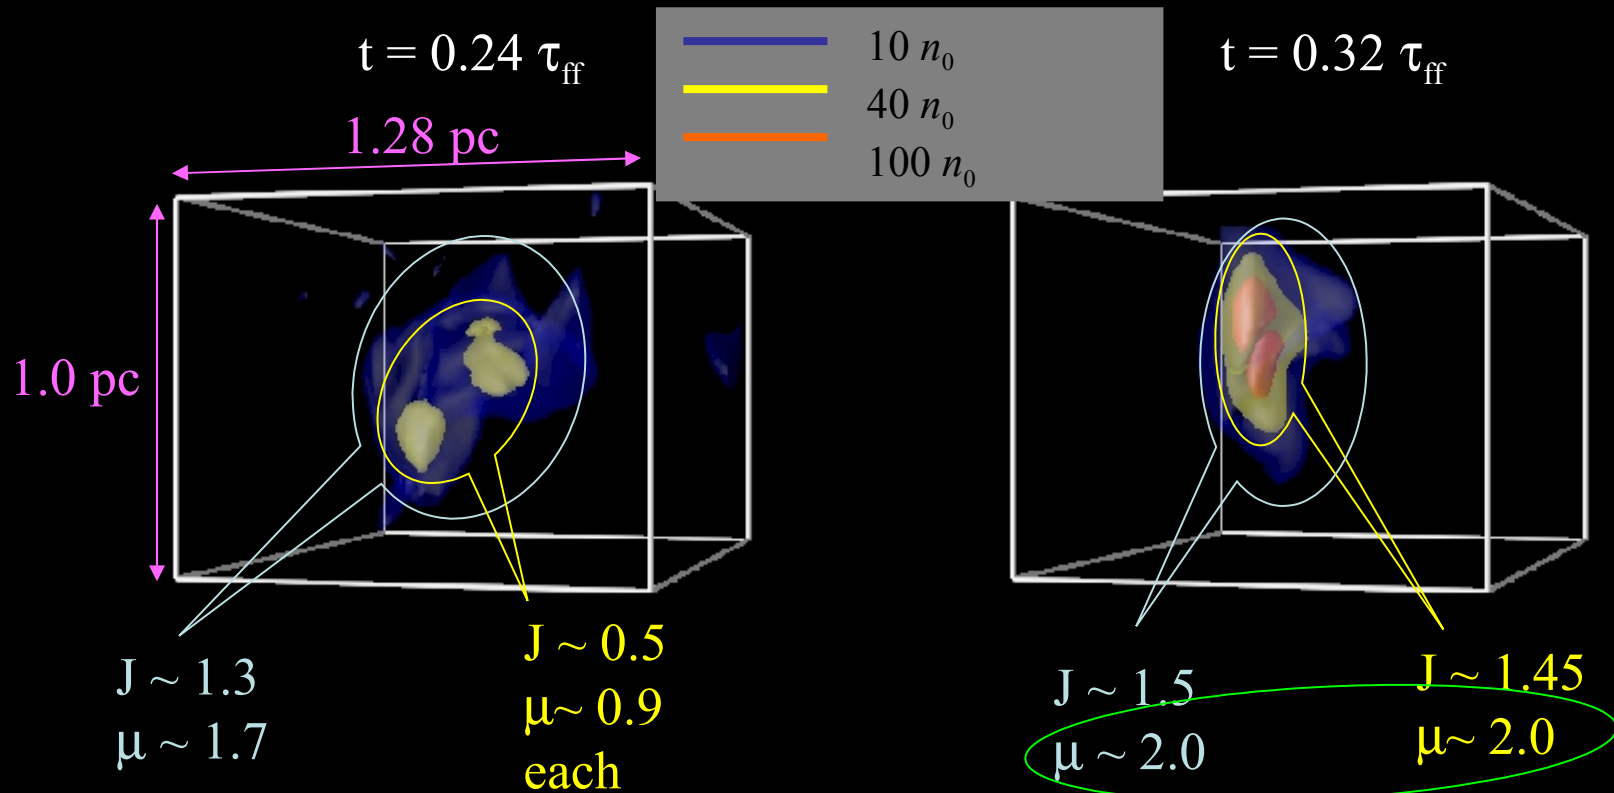 t = 0.24 τff
10 n0
40 n0
100 n0
t = 0.32 τff
1.28 pc
1.0 pc
J ~ 1.3
μ ~ 1.7
J ~ 0.5
μ~ 0.9
each
J ~ 1.5
μ ~ 2.0
J ~ 1.45
μ~ 2.0